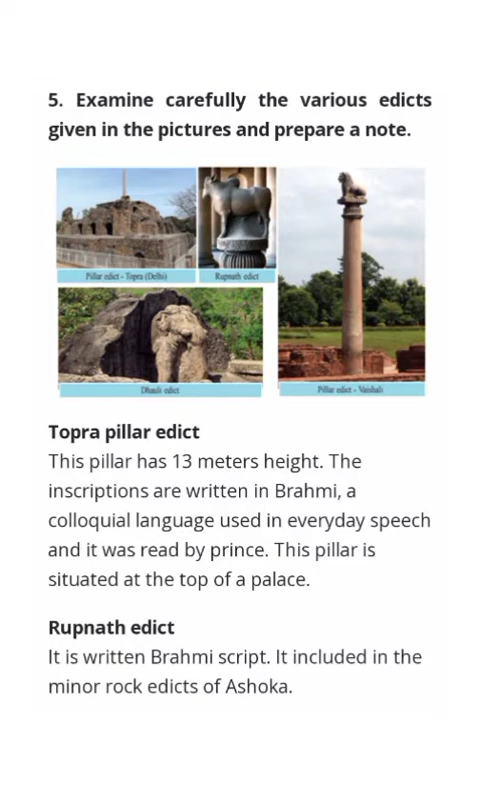 5. Examine carefully the various edicts
given in the pictures and prepare a note.
Pillar edict - Topra (Delhi)
Rupnath edict
Dhauli edict
Pillar edict - Vaishali
Topra pillar edict
This pillar has 13 meters height. The
inscriptions are written in Brahmi, a
colloquial language used in everyday speech
and it was read by prince. This pillar is
situated at the top of a palace.
Rupnath edict
It is written Brahmi script. It included in the
minor rock edicts of Ashoka.